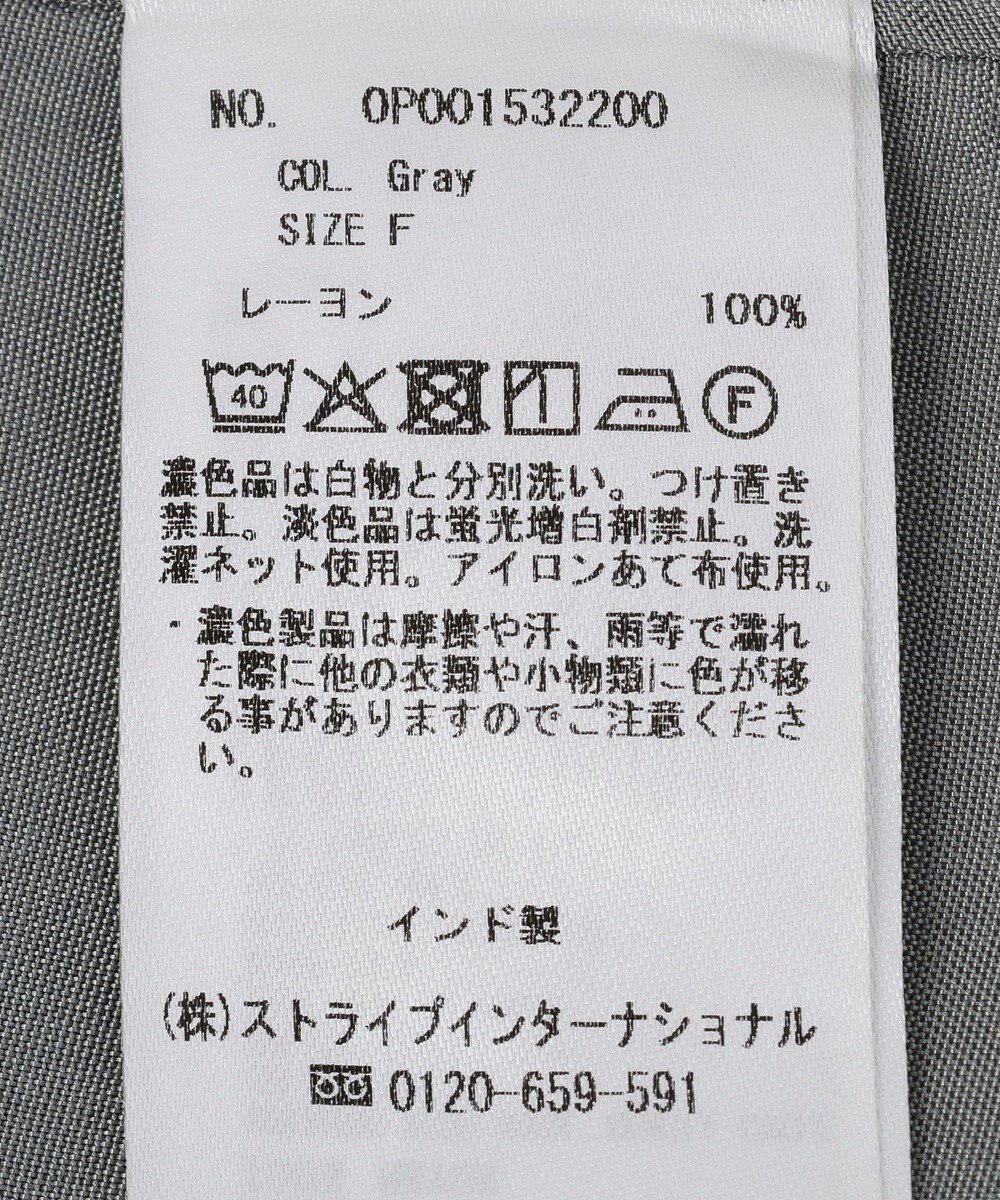 NO. OP001532200
COL. Gray
SIZE F
レーヨン 100%
40
F
濃色品は白物と分別洗い。つけ置き
禁止。淡色品は蛍光増白剤禁止。洗
濯ネット使用。アイロンあて布使用。
・濃色製品は摩擦や汗、雨等で濡れ
た際に他の衣類や小物類に色が移
る事がありますのでご注意くださ
い。
インド製
(株)ストライプインターナショナル
0120-659-591